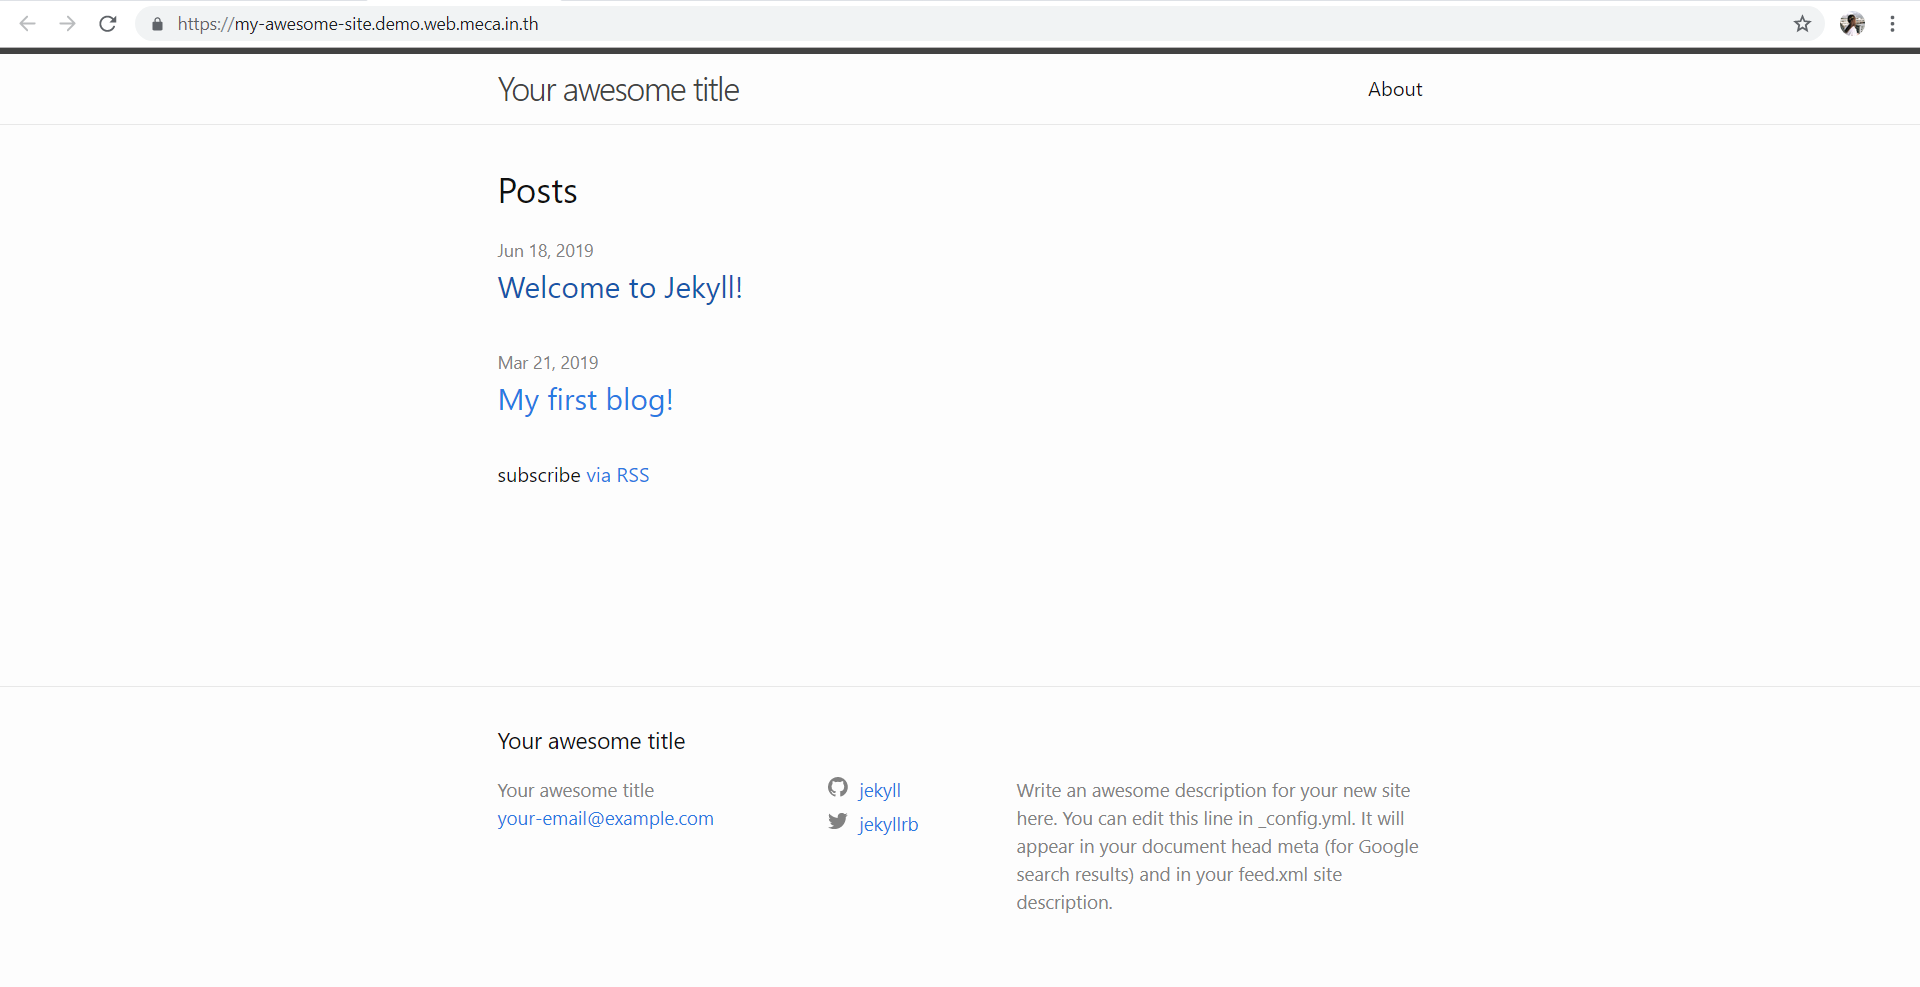 https://my-awesome-site.demo.web.meca.in.th
Your awesome title
About
Posts
Jun 18, 2019
Welcome to Jekyll!
Mar 21, 2019
My first blog!
subscribe via RSS
Your awesome title
Your awesome title
your-email@example.com
jekyll
jekyllrb
Write an awesome description for your new site
here. You can edit this line in _config.yml. It will
appear in your document head meta (for Google
search results) and in your feed.xml site
description.